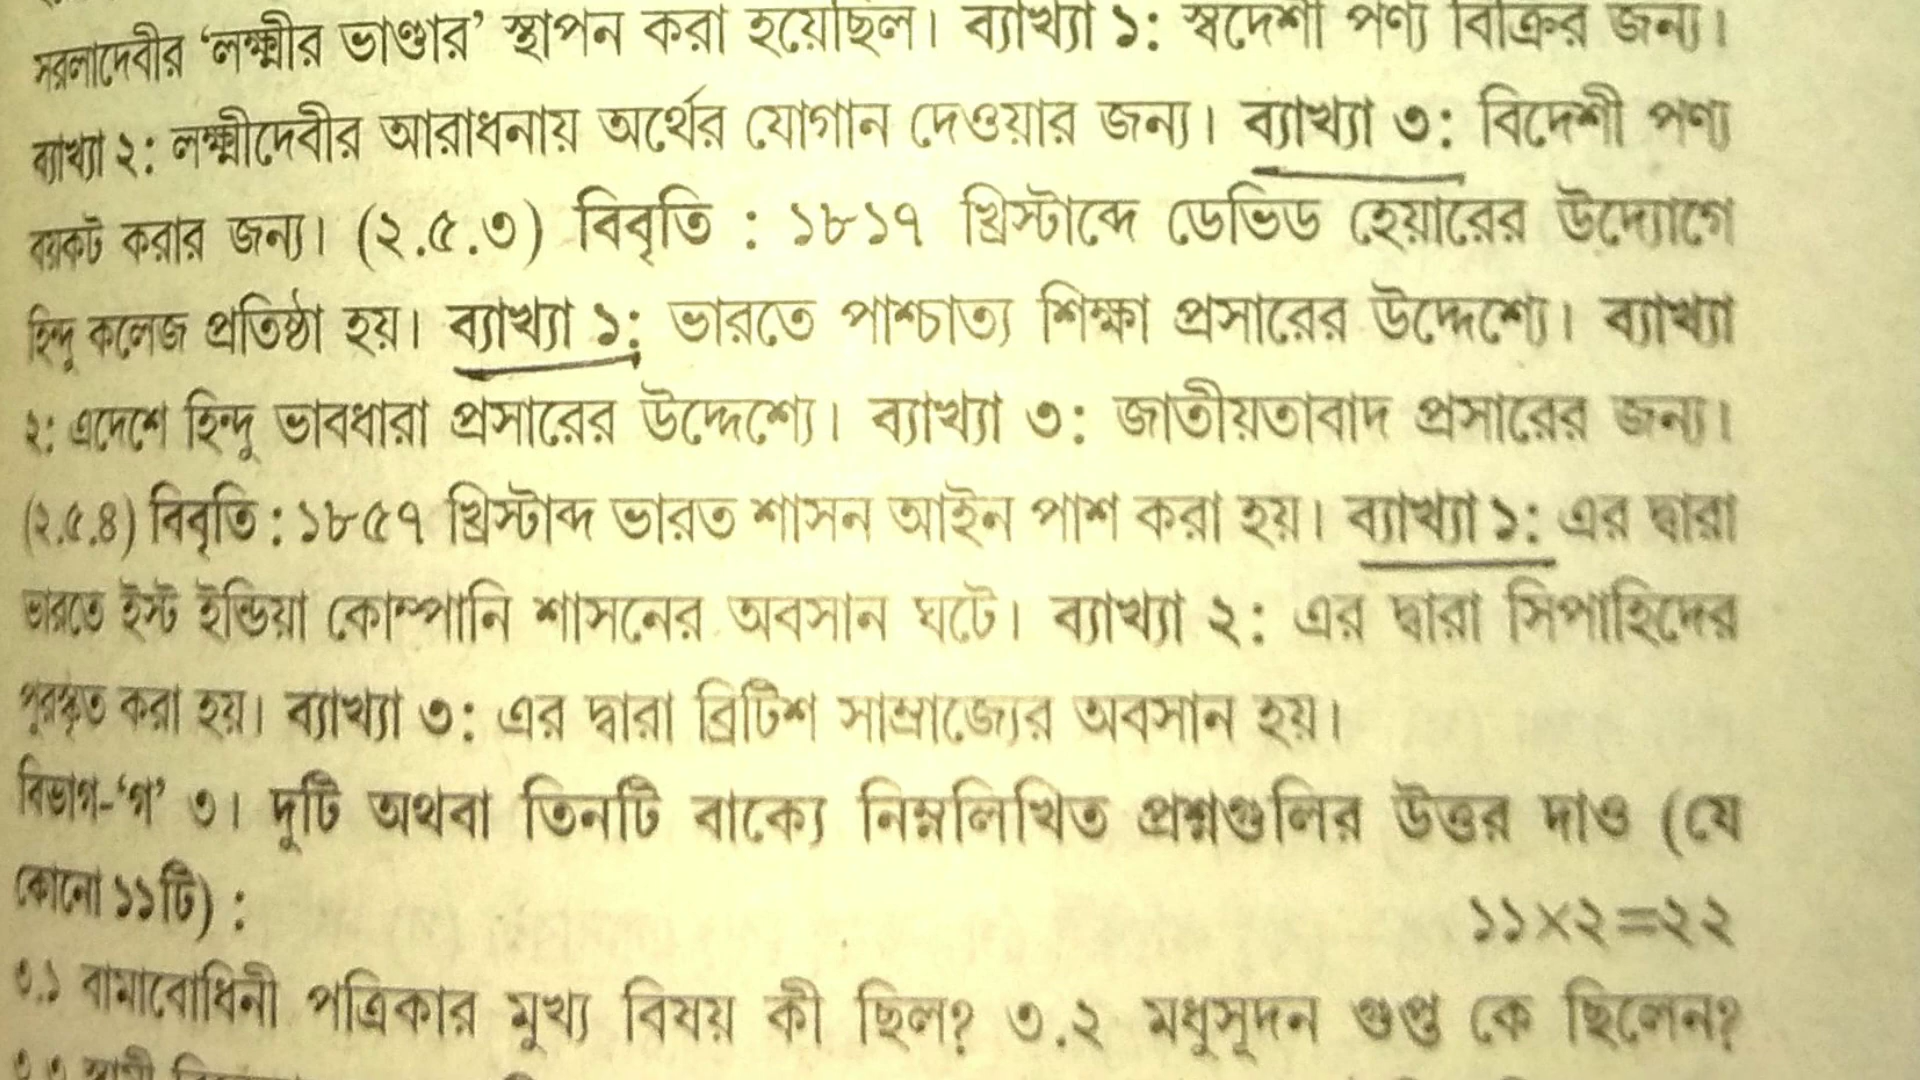 সরলাদেবীর ‘লক্ষ্মীর ভাণ্ডার’ স্থাপন করা হয়েছিল। ব্যাখ্যা ১: স্বদেশী পণ্য বিক্রির জন্য।
ব্যাখ্যা ২: লক্ষ্মীদেবীর আরাধনায় অর্থের যোগান দেওয়ার জন্য। ব্যাখ্যা ৩: বিদেশী পণ্য
বয়কট করার জন্য। (২.৫.৩) বিবৃতি : ১৮১৭ খ্রিস্টাব্দে ডেভিড হেয়ারের উদ্যোগে
হিন্দু কলেজ প্রতিষ্ঠা হয়। ব্যাখ্যা ১: ভারতে পাশ্চাত্য শিক্ষা প্রসারের উদ্দেশ্যে। ব্যাখ্যা
২: এদেশে হিন্দু ভাবধারা প্রসারের উদ্দেশ্যে। ব্যাখ্যা ৩: জাতীয়তাবাদ প্রসারের জন্য।
(২.৫.৪) বিবৃতি : ১৮৫৭ খ্রিস্টাব্দ ভারত শাসন আইন পাশ করা হয়। ব্যাখ্যা ১: এর দ্বারা
ভারতে ইস্ট ইন্ডিয়া কোম্পানি শাসনের অবসান ঘটে। ব্যাখ্যা ২: এর দ্বারা সিপাহিদের
পুরস্কৃত করা হয়। ব্যাখ্যা ৩: এর দ্বারা ব্রিটিশ সাম্রাজ্যের অবসান হয়।
বিভাগ-‘গ’ ৩। দুটি অথবা তিনটি বাক্যে নিম্নলিখিত প্রশ্নগুলির উত্তর দাও (যে
কোনো ১১টি) : ১১×২=২২
৩.১ বামাবোধিনী পত্রিকার মুখ্য বিষয় কী ছিল? ৩.২ মধুসূদন গুপ্ত কে ছিলেন?